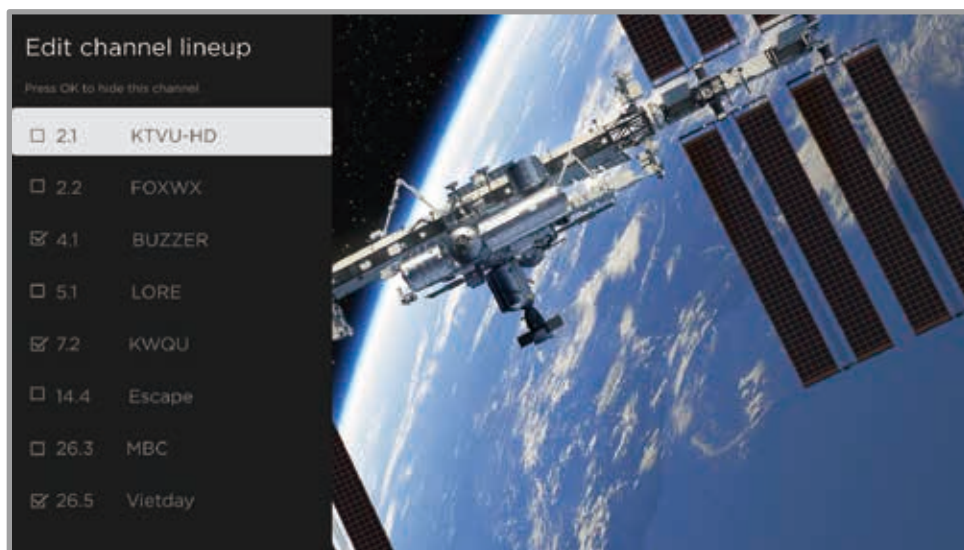 Edit channel lineup
Press OK to hide this channel
2.1 KTVU-HD
2.2 FOXWX
4.1 BUZZER
5.1 LORE
7.2 KWQU
14.4 Escape
26.3 MBC
26.5 Vietday